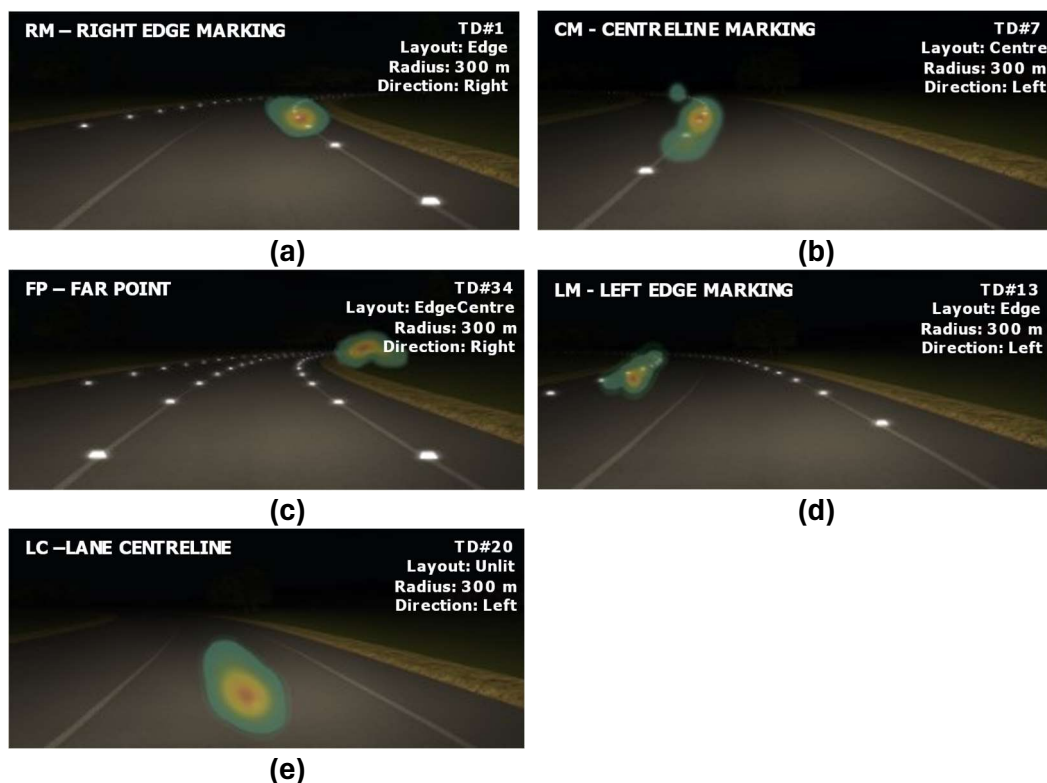 RM – RIGHT EDGE MARKING
TD#1
Layout: Edge
Radius: 300 m
Direction: Right
(a)
CM - CENTRELINE MARKING
TD#7
Layout: Centre
Radius: 300 m
Direction: Left
(b)
FP – FAR POINT
TD#34
Layout: Edge-Centre
Radius: 300 m
Direction: Right
(c)
LM - LEFT EDGE MARKING
TD#13
Layout: Edge
Radius: 300 m
Direction: Left
(d)
LC –LANE CENTRELINE
TD#20
Layout: Unlit
Radius: 300 m
Direction: Left
(e)